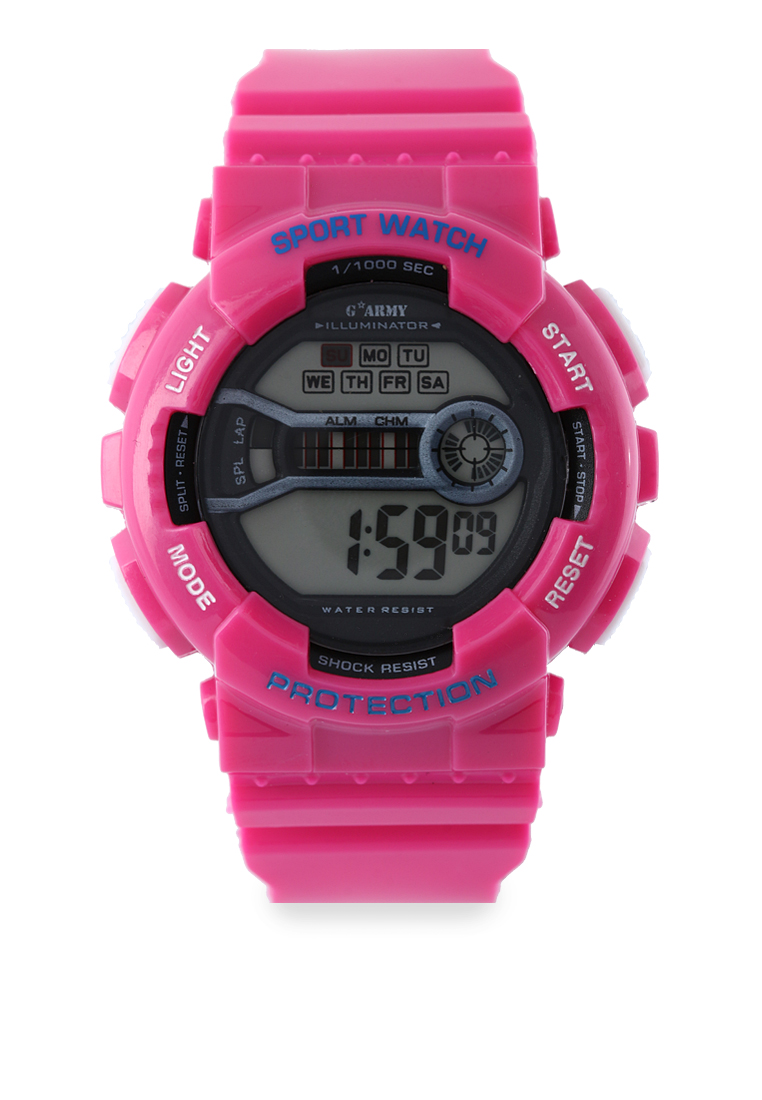 SPORT WATCH
1/1000 SEC
G☆ARMY
ILLUMINATOR
LIGHT
START
SU MO TU
WE TH FR SA
ALM CHM
SPL LAP
SPLIT · RESET
START · STOP
1:59 09
MODE
RESET
WATER RESIST
SHOCK RESIST
PROTECTION